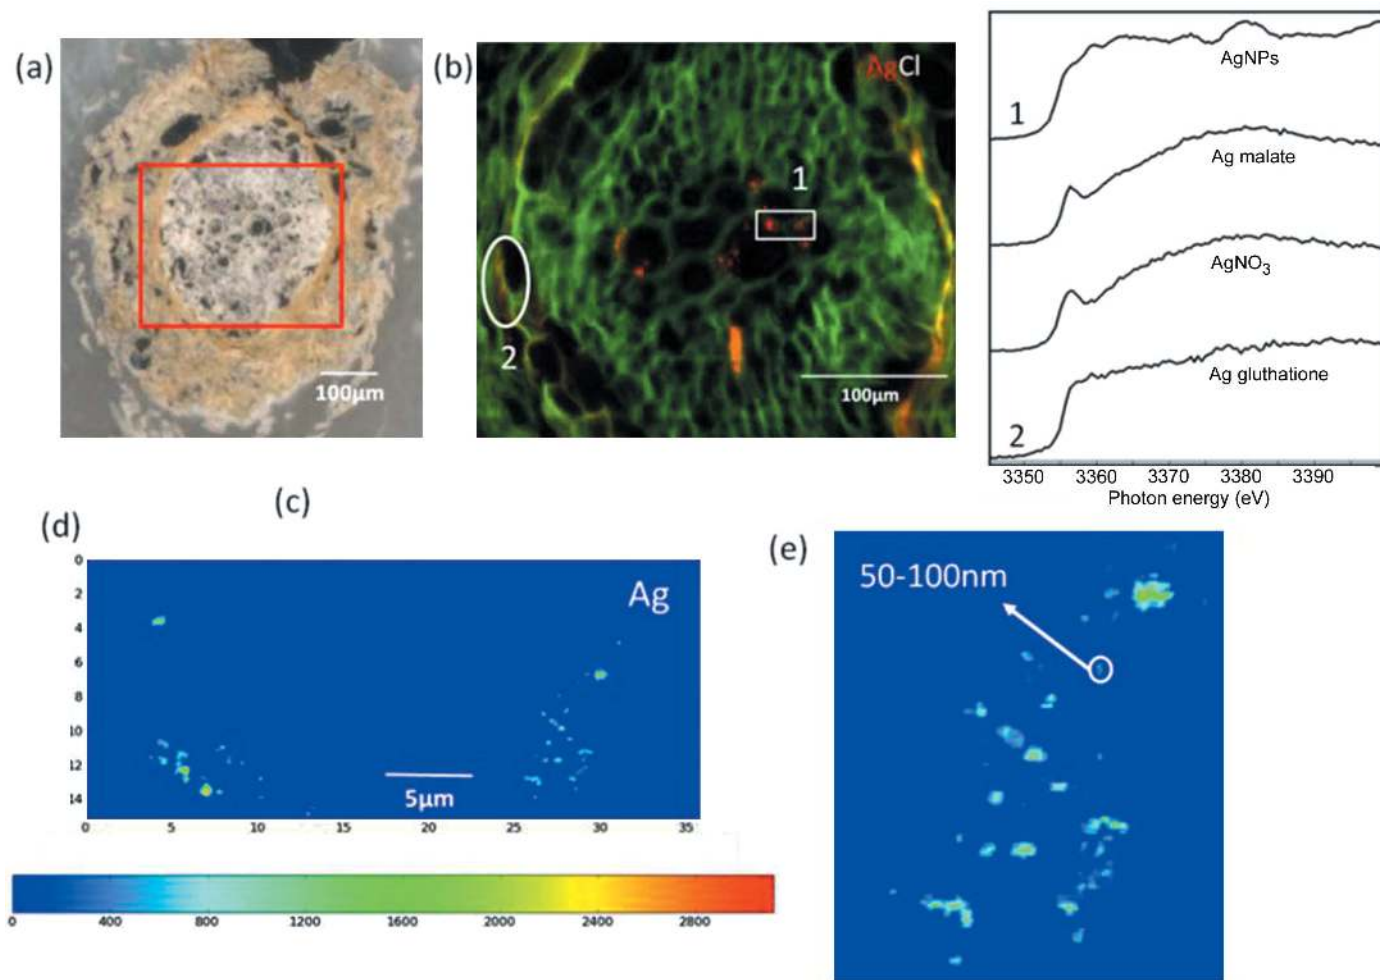 (a)
100µm
(b)
AgCl
1
2
100µm
1
AgNPs
Ag malate
AgNO3
Ag gluthatione
2
3350 3360 3370 3380 3390
Photon energy (eV)
(c)
(d)
Ag
5µm
0
2
4
6
8
10
12
14
0 5 10 15 20 25 30 35
0 400 800 1200 1600 2000 2400 2800
(e)
50-100nm